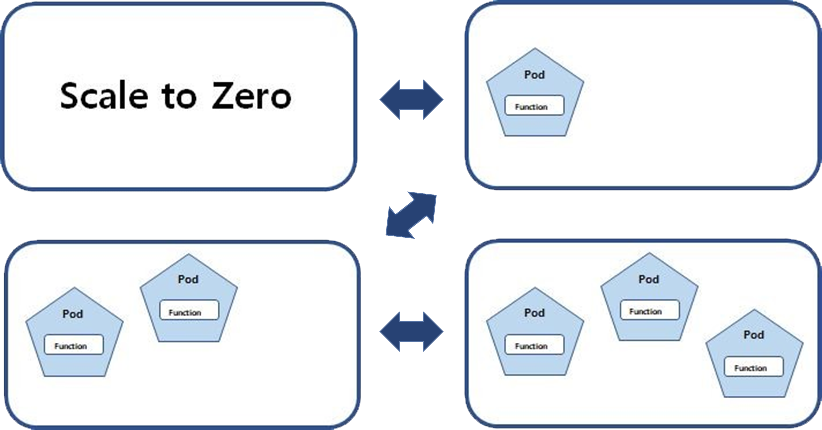 Scale to Zero
Pod
Function
Pod
Function
Pod
Function
Pod
Function
Pod
Function
Pod
Function